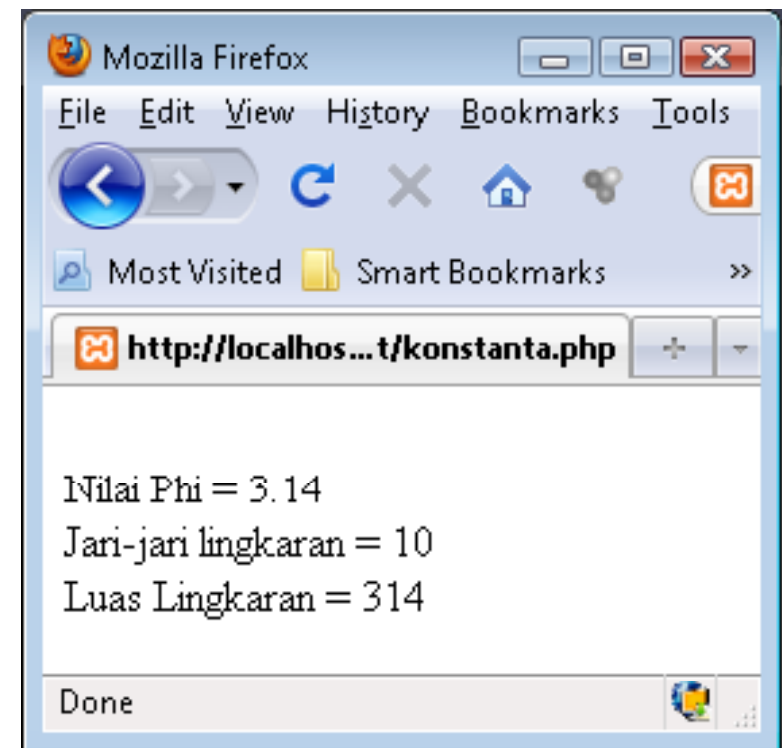 Mozilla Firefox
File Edit View History Bookmarks Tools
Most Visited Smart Bookmarks »
http://localhos...t/konstanta.php
Nilai Phi = 3.14
Jari-jari lingkaran = 10
Luas Lingkaran = 314
Done